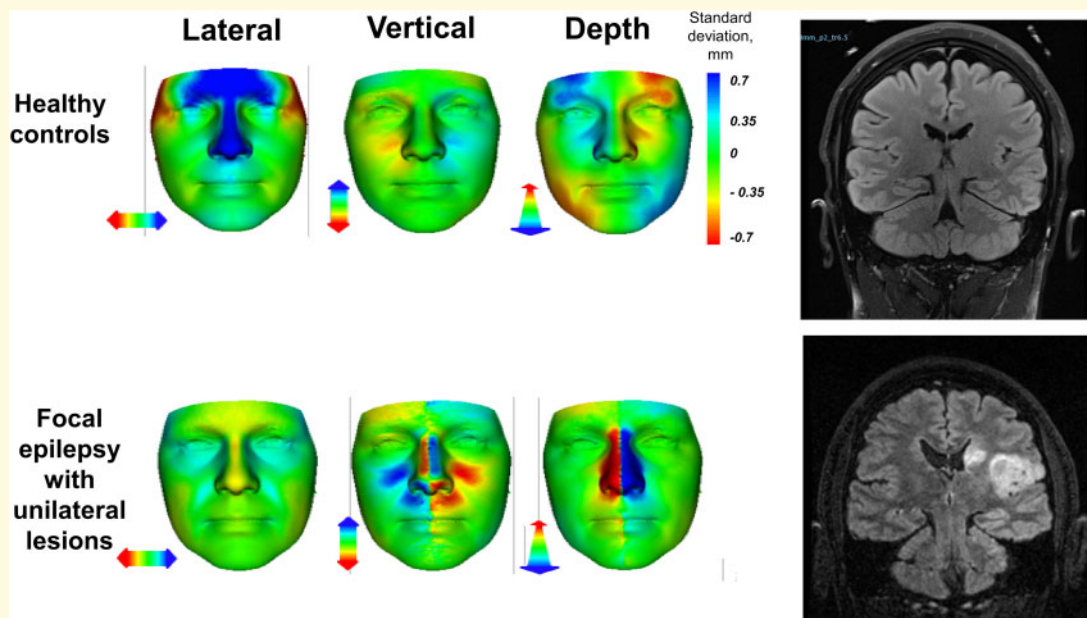 Lateral
Vertical
Depth
Standard
deviation,
mm
0.7
0.35
0
- 0.35
-0.7
Healthy
controls
Focal
epilepsy
with
unilateral
lesions